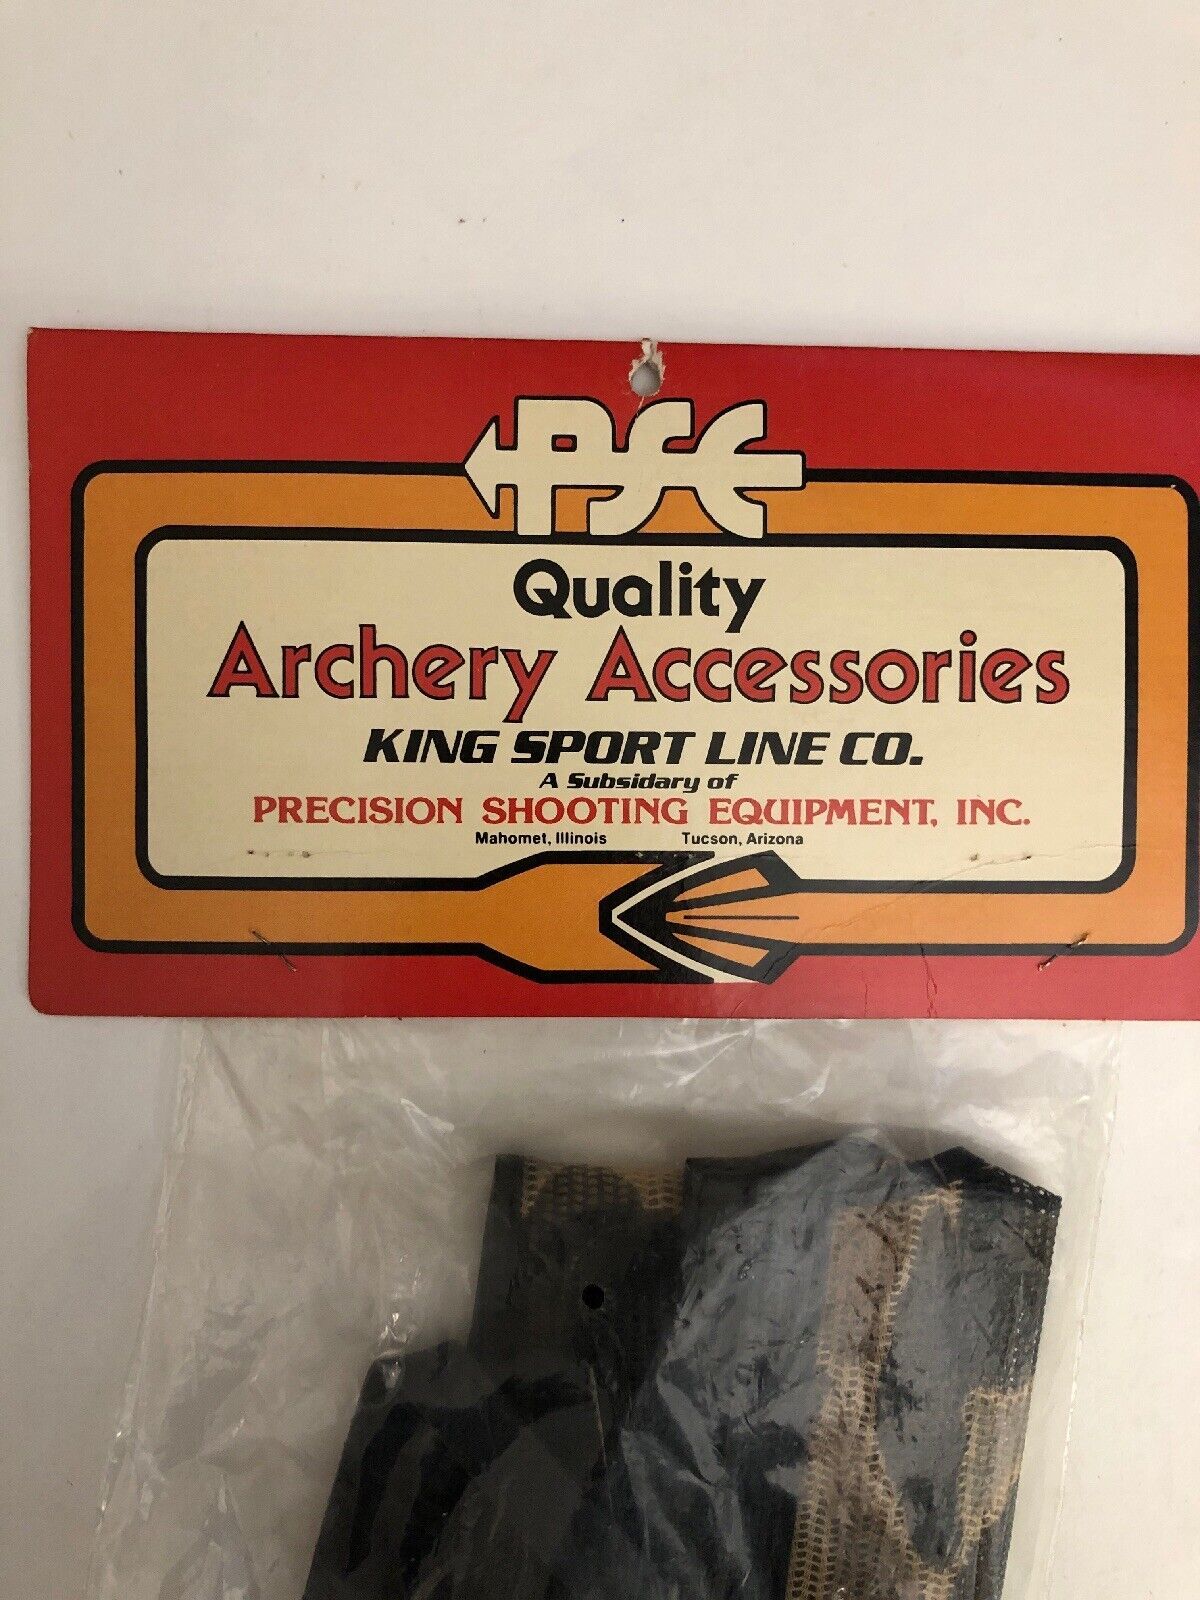 PSE
Quality
Archery Accessories
KING SPORT LINE CO.
A Subsidary of
PRECISION SHOOTING EQUIPMENT, INC.
Mahomet, Illinois Tucson, Arizona